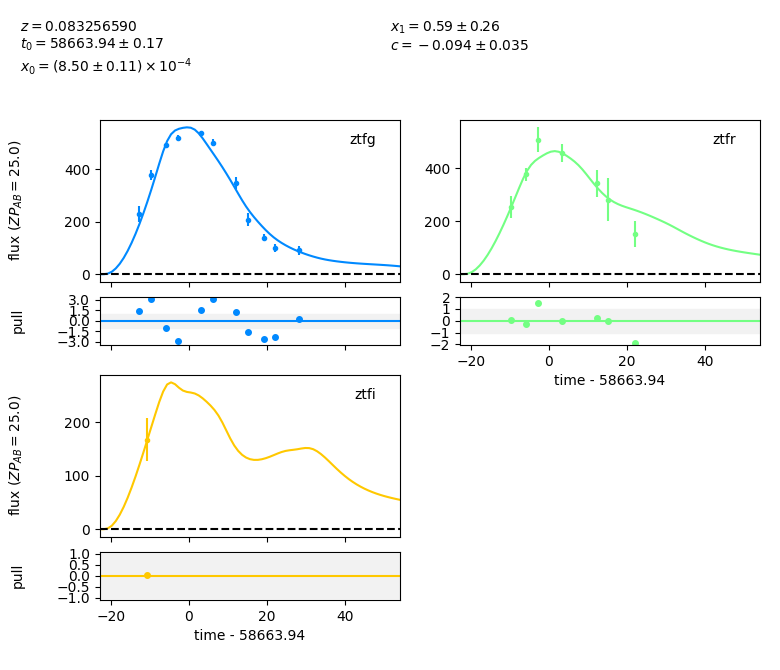 z = 0.083256590
t₀ = 58663.94 ± 0.17
x₀ = (8.50 ± 0.11) × 10⁻⁴
x₁ = 0.59 ± 0.26
c = −0.094 ± 0.035
ztfg
flux (ZP_AB = 25.0)
400
200
0
ztfr
400
200
0
pull
3.0
1.5
0.0
−1.5
−3.0
2
1
0
−1
−2
−20
0
20
40
time - 58663.94
ztfi
flux (ZP_AB = 25.0)
200
100
0
pull
1.0
0.5
0.0
−0.5
−1.0
−20
0
20
40
time - 58663.94